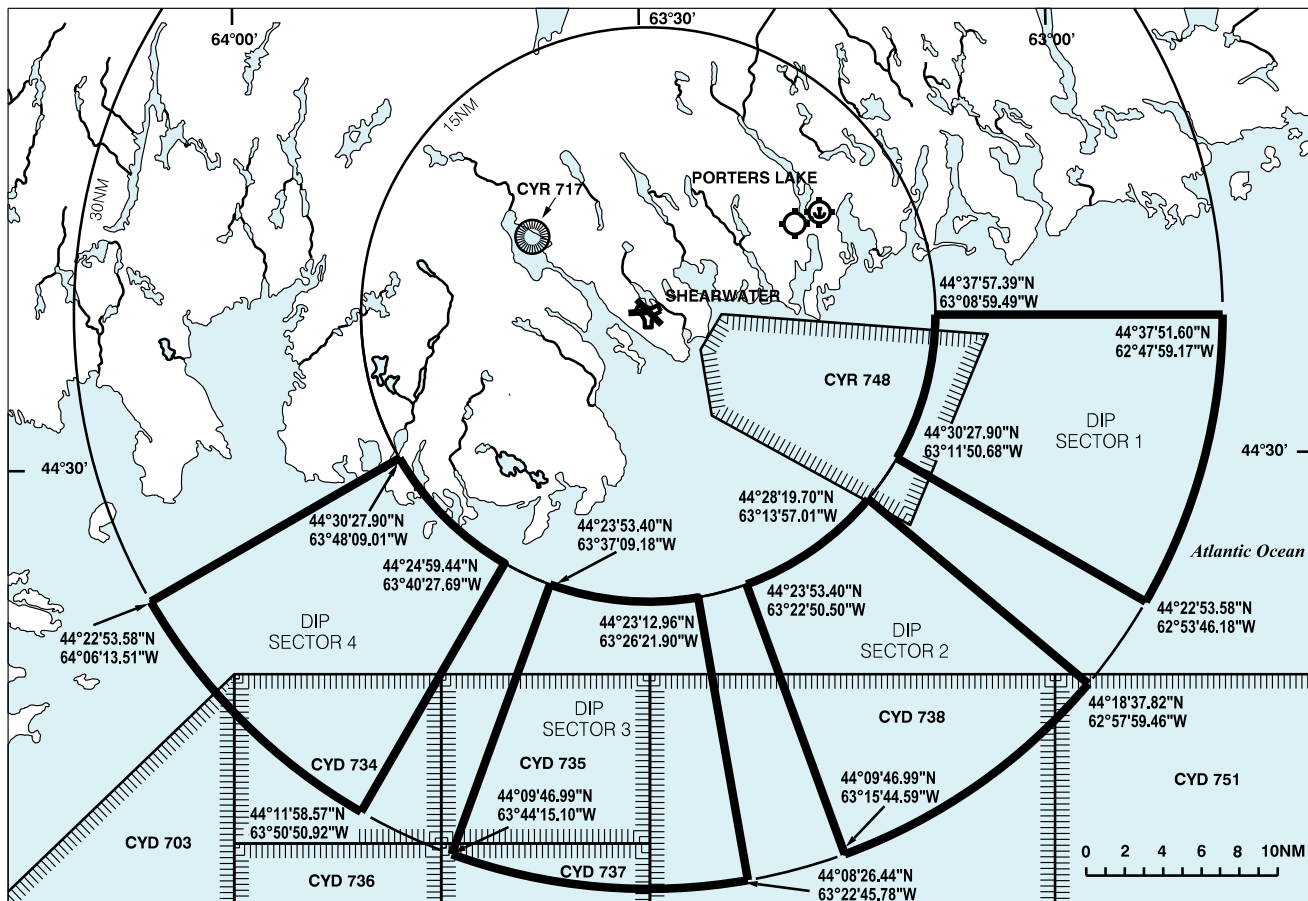 64°00'
63°30'
63°00'
15NM
30NM
CYR 717
PORTERS LAKE
SHEARWATER
44°37'57.39"N
63°08'59.49"W
44°37'51.60"N
62°47'59.17"W
CYR 748
DIP
SECTOR 1
44°30'27.90"N
63°11'50.68"W
44°30'
44°30'
44°28'19.70"N
63°13'57.01"W
44°30'27.90"N
63°48'09.01"W
44°23'53.40"N
63°37'09.18"W
44°24'59.44"N
63°40'27.69"W
Atlantic Ocean
44°23'53.40"N
63°22'50.50"W
44°22'53.58"N
62°53'46.18"W
44°23'12.96"N
63°26'21.90"W
44°22'53.58"N
64°06'13.51"W
DIP
SECTOR 4
DIP
SECTOR 2
44°18'37.82"N
62°57'59.46"W
DIP
SECTOR 3
CYD 738
CYD 734
CYD 735
CYD 751
44°09'46.99"N
63°15'44.59"W
44°09'46.99"N
63°44'15.10"W
44°11'58.57"N
63°50'50.92"W
CYD 703
CYD 736
CYD 737
44°08'26.44"N
63°22'45.78"W
0 2 4 6 8 10NM